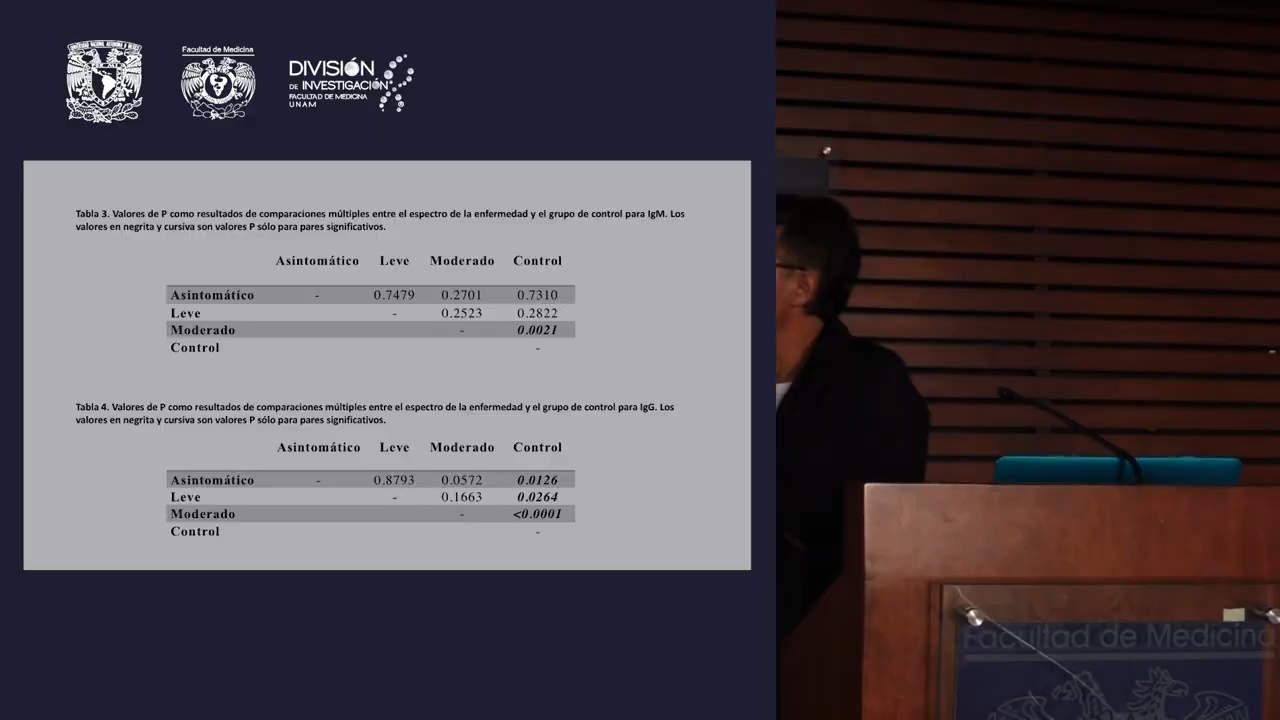 Facultad de Medicina
DIVISIÓN
DE INVESTIGACIÓN
FACULTAD DE MEDICINA
UNAM
Tabla 3. Valores de P como resultados de comparaciones múltiples entre el espectro de la enfermedad y el grupo de control para IgM. Los
valores en negrita y cursiva son valores P sólo para pares significativos.
Asintomático Leve Moderado Control
Asintomático - 0.7479 0.2701 0.7310
Leve - 0.2523 0.2822
Moderado - 0.0021
Control -
Tabla 4. Valores de P como resultados de comparaciones múltiples entre el espectro de la enfermedad y el grupo de control para IgG. Los
valores en negrita y cursiva son valores P sólo para pares significativos.
Asintomático Leve Moderado Control
Asintomático - 0.8793 0.0572 0.0126
Leve - 0.1663 0.0264
Moderado - <0.0001
Control -
Facultad de Medicina